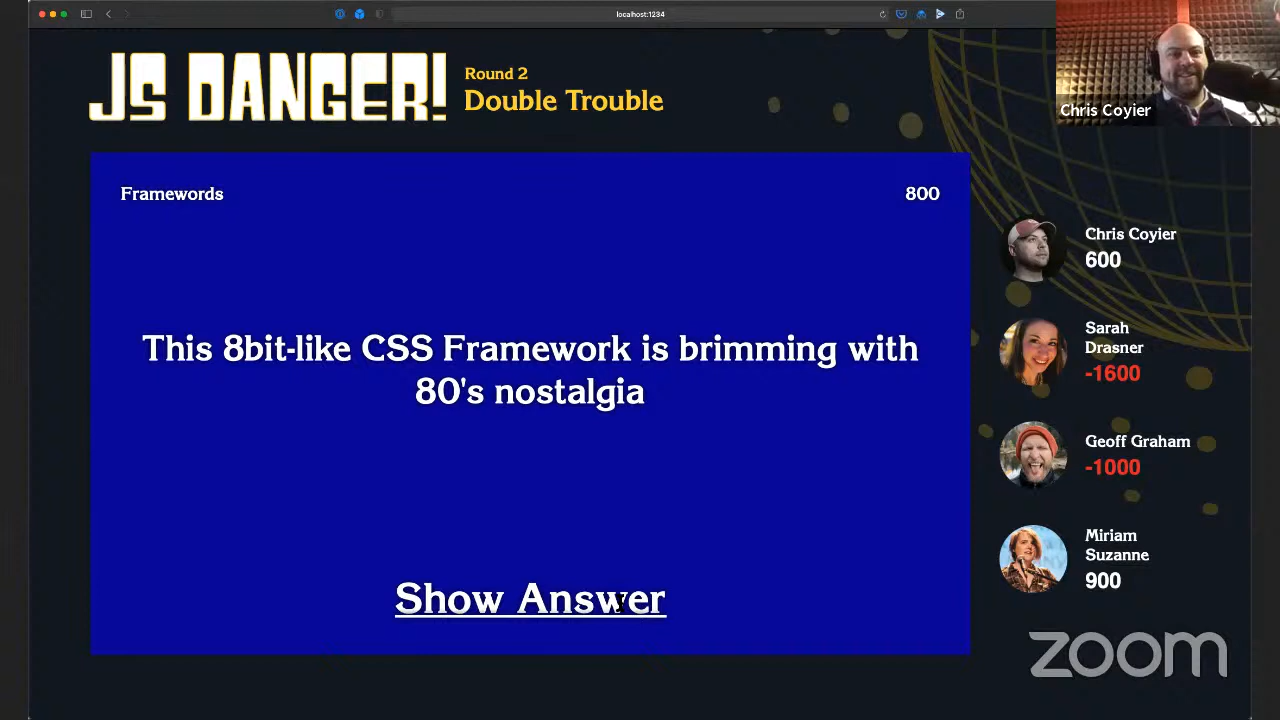 localhost:1234
JS DANGER!
Round 2
Double Trouble
Chris Coyier
Framewords
800
This 8bit-like CSS Framework is brimming with
80's nostalgia
Show Answer
Chris Coyier
600
Sarah
Drasner
-1600
Geoff Graham
-1000
Miriam
Suzanne
900
zoom